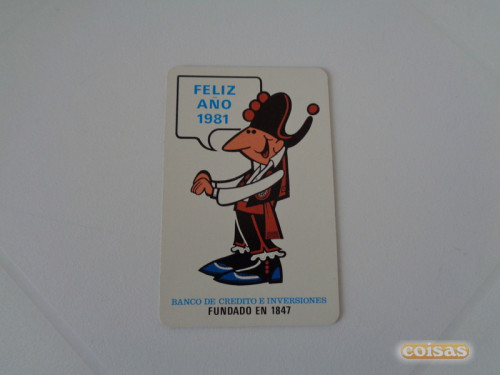 FELIZ
AÑO
1981
BANCO DE CREDITO E INVERSIONES
FUNDADO EN 1847
coisas